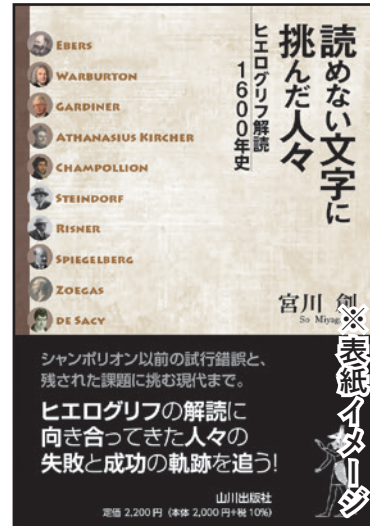 読めない文字に
挑んだ人々
ヒエログリフ解読
1600年史
EBERS
WARBURTON
GARDINER
ATHANASIUS KIRCHER
CHAMPOLLION
STEINDORF
RISNER
SPIEGELBERG
ZOEGAS
DE SACY
宮川 創
So
※表紙イメージ
シャンポリオン以前の試行錯誤と、
残された課題に挑む現代まで。
ヒエログリフの解読に
向き合ってきた人々の
失敗と成功の軌跡を追う!
山川出版社
定価 2,200円 (本体 2,000円+税10%)